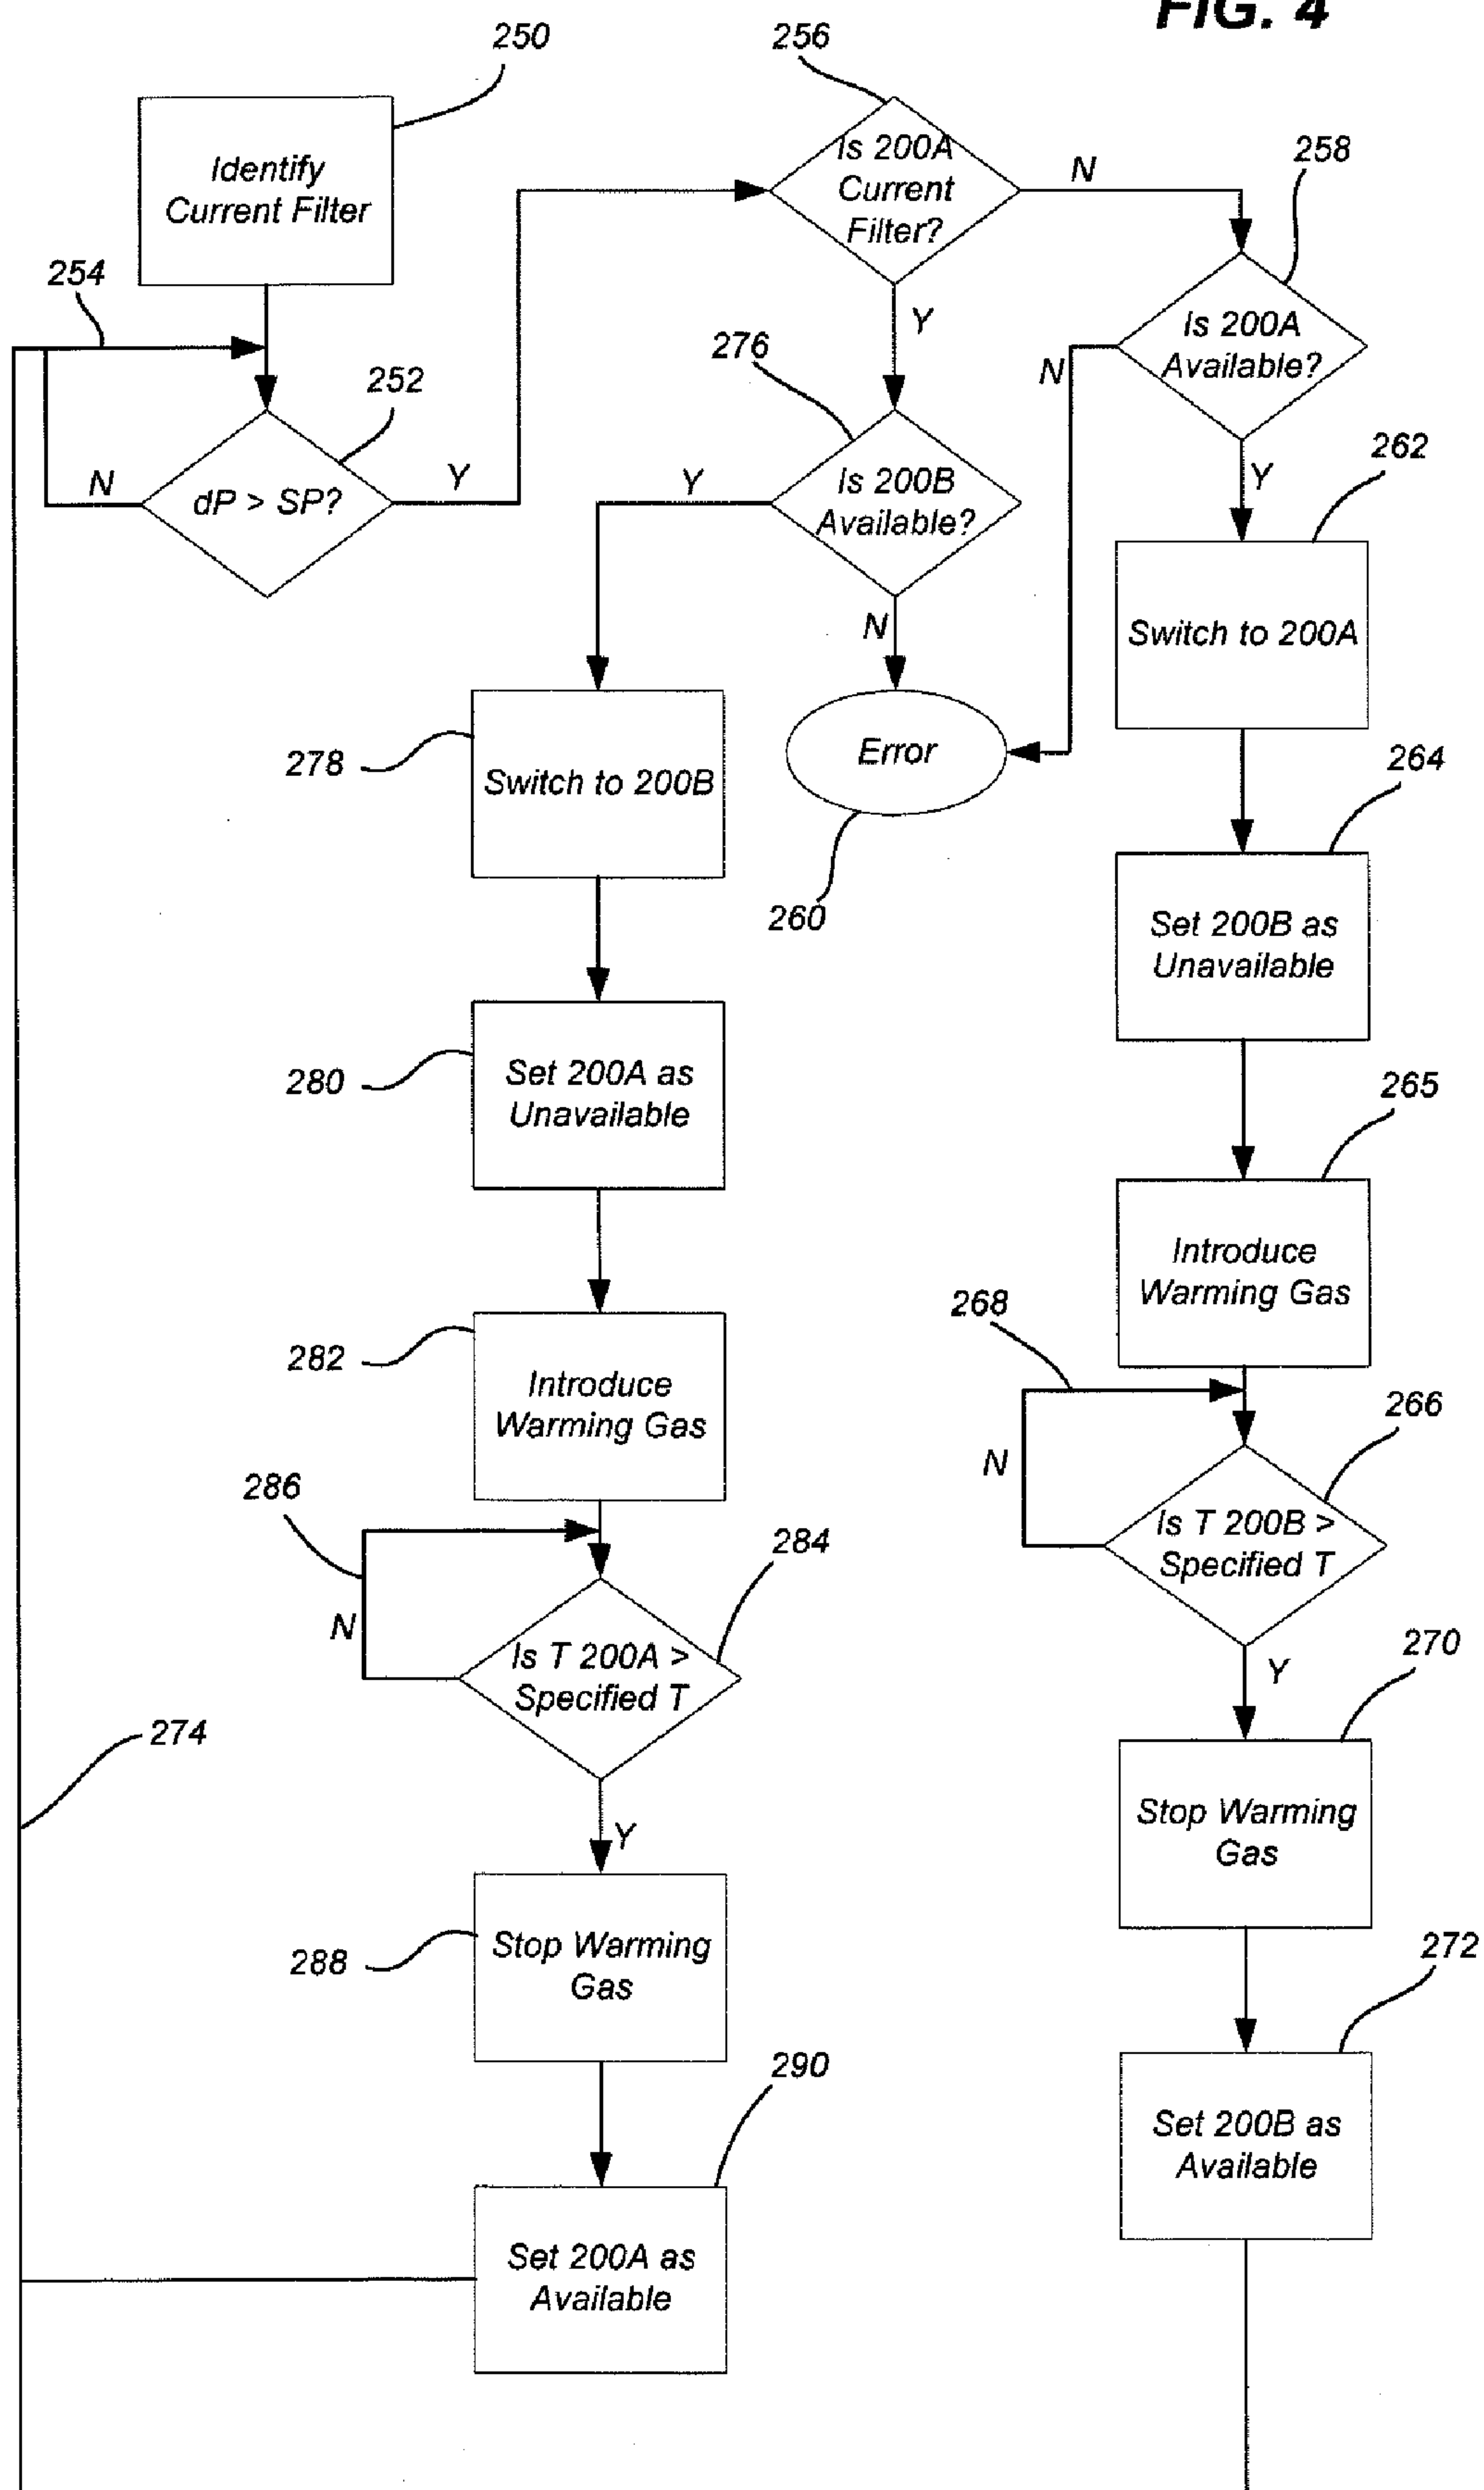 FIG. 4
250
256
Identify
Current Filter
Is 200A
Current
Filter?
N
258
254
252
Y
276
Is 200A
Available?
N
N
dP > SP?
Y
Y
Is 200B
Available?
Y
262
N
Switch to 200A
278
Switch to 200B
Error
264
260
Set 200B as
Unavailable
280
Set 200A as
Unavailable
265
Introduce
Warming Gas
282
Introduce
Warming Gas
268
266
N
Is T 200B >
Specified T
286
284
N
Is T 200A >
Specified T
Y
270
274
Y
Stop Warming
Gas
288
Stop Warming
Gas
272
290
Set 200B as
Available
Set 200A as
Available